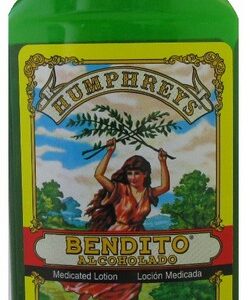 HUMPHREYS
BENDITO®
ALCOHOLADO
Medicated Lotion Loción Medicada